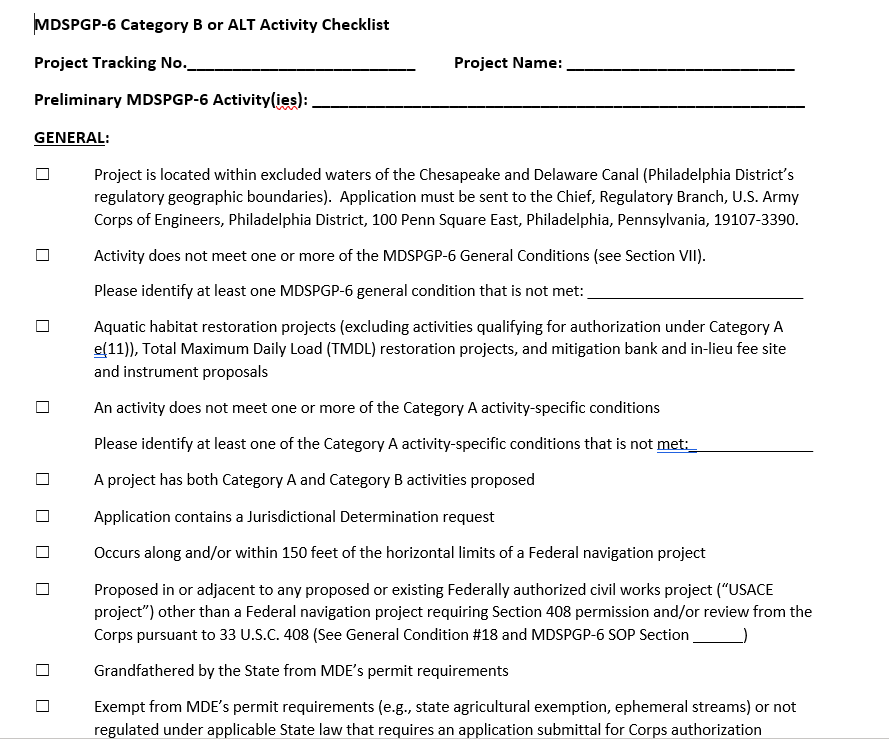 MDSPGP-6 Category B or ALT Activity Checklist
Project Tracking No.__________________________ Project Name: __________________________
Preliminary MDSPGP-6 Activity(ies): ________________________________________________________
GENERAL:
☐ Project is located within excluded waters of the Chesapeake and Delaware Canal (Philadelphia District’s
regulatory geographic boundaries). Application must be sent to the Chief, Regulatory Branch, U.S. Army
Corps of Engineers, Philadelphia District, 100 Penn Square East, Philadelphia, Pennsylvania, 19107-3390.
☐ Activity does not meet one or more of the MDSPGP-6 General Conditions (see Section VII).
Please identify at least one MDSPGP-6 general condition that is not met: __________________________
☐ Aquatic habitat restoration projects (excluding activities qualifying for authorization under Category A
e(11)), Total Maximum Daily Load (TMDL) restoration projects, and mitigation bank and in-lieu fee site
and instrument proposals
☐ An activity does not meet one or more of the Category A activity-specific conditions
Please identify at least one of the Category A activity-specific conditions that is not met:_______________
☐ A project has both Category A and Category B activities proposed
☐ Application contains a Jurisdictional Determination request
☐ Occurs along and/or within 150 feet of the horizontal limits of a Federal navigation project
☐ Proposed in or adjacent to any proposed or existing Federally authorized civil works project (“USACE
project”) other than a Federal navigation project requiring Section 408 permission and/or review from the
Corps pursuant to 33 U.S.C. 408 (See General Condition #18 and MDSPGP-6 SOP Section ______)
☐ Grandfathered by the State from MDE’s permit requirements
☐ Exempt from MDE’s permit requirements (e.g., state agricultural exemption, ephemeral streams) or not
regulated under applicable State law that requires an application submittal for Corps authorization